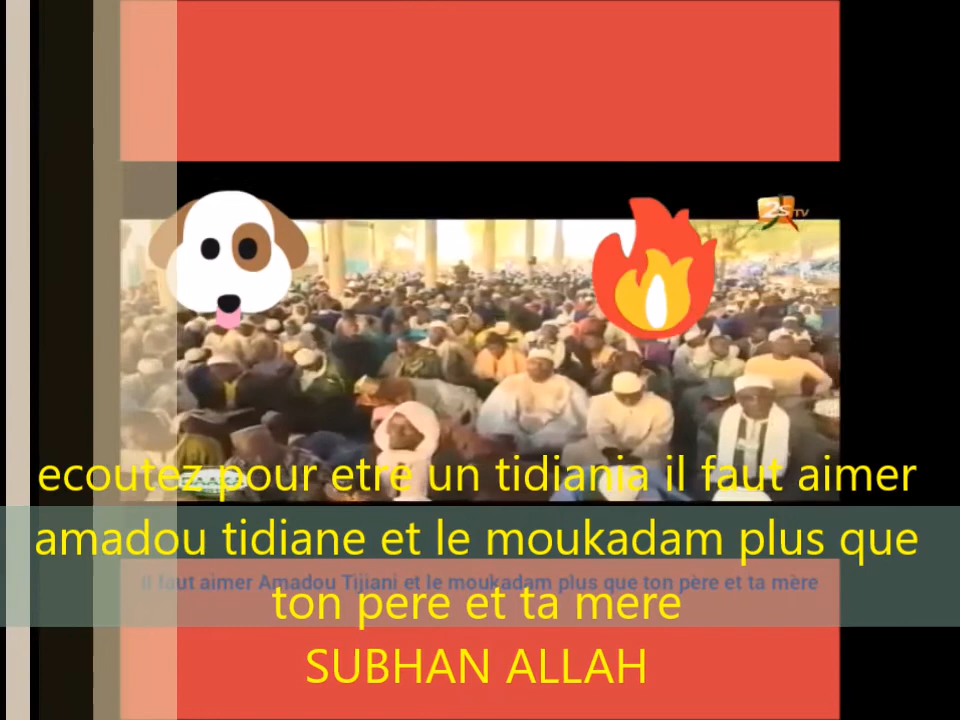 2STV
ecoutez pour etre un tidiania il faut aimer
amadou tidiane et le moukadam plus que
Il faut aimer Amadou Tijiani et le moukadam plus que ton père et ta mère
ton pere et ta mere
SUBHAN ALLAH